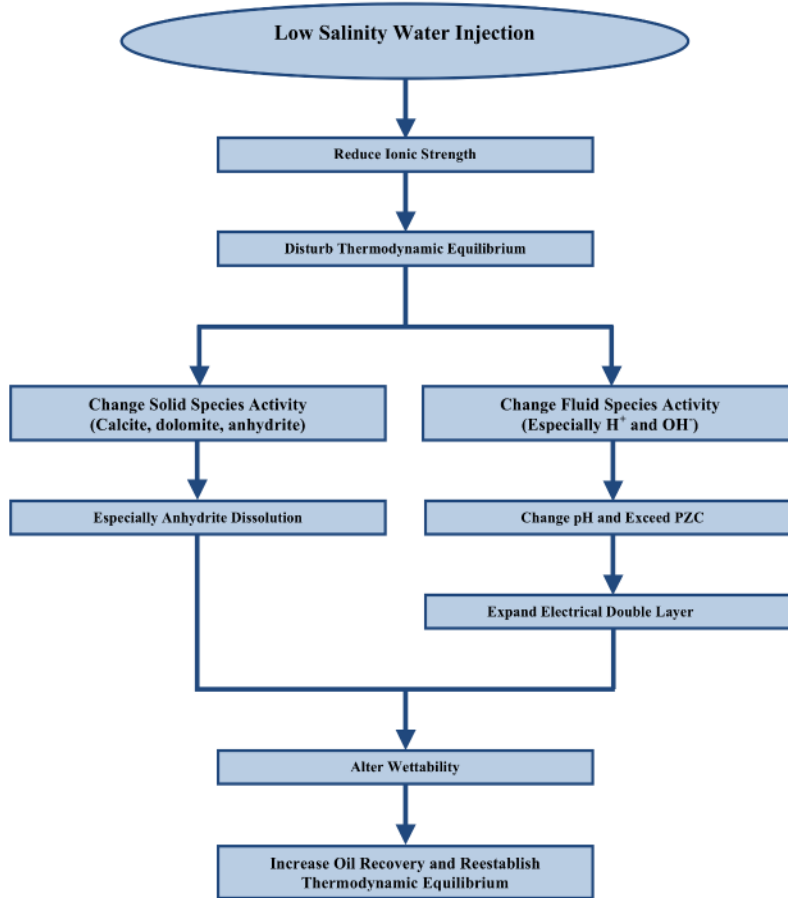 Low Salinity Water Injection
Reduce Ionic Strength
Disturb Thermodynamic Equilibrium
Change Solid Species Activity
(Calcite, dolomite, anhydrite)
Change Fluid Species Activity
(Especially H⁺ and OH⁻)
Especially Anhydrite Dissolution
Change pH and Exceed PZC
Expand Electrical Double Layer
Alter Wettability
Increase Oil Recovery and Reestablish
Thermodynamic Equilibrium